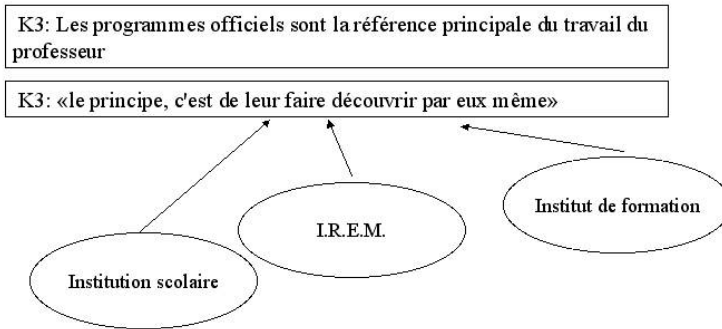 K3: Les programmes officiels sont la référence principale du travail du
professeur
K3: «le principe, c'est de leur faire découvrir par eux même»
Institut de formation
I.R.E.M.
Institution scolaire